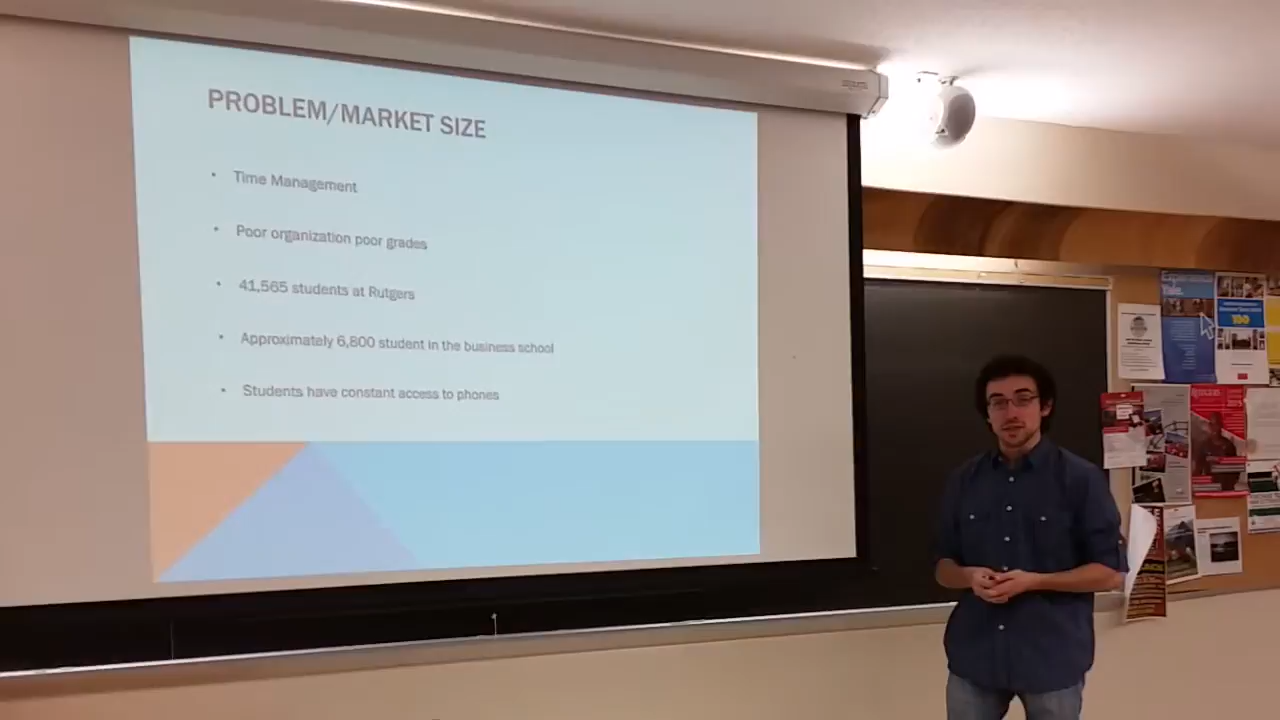 PROBLEM/MARKET SIZE
• Time Management
• Poor organization poor grades
• 41,565 students at Rutgers
• Approximately 6,800 student in the business school
• Students have constant access to phones
100